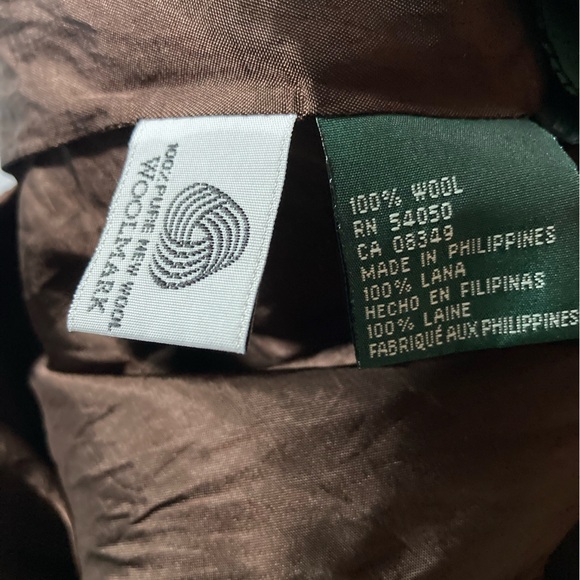 100% PURE NEW WOOL
WOOLMARK
100% WOOL
RN 54050
CA 08349
MADE IN PHILIPPINES
100% LANA
HECHO EN FILIPINAS
100% LAINE
FABRIQUÉ AUX PHILIPPINES